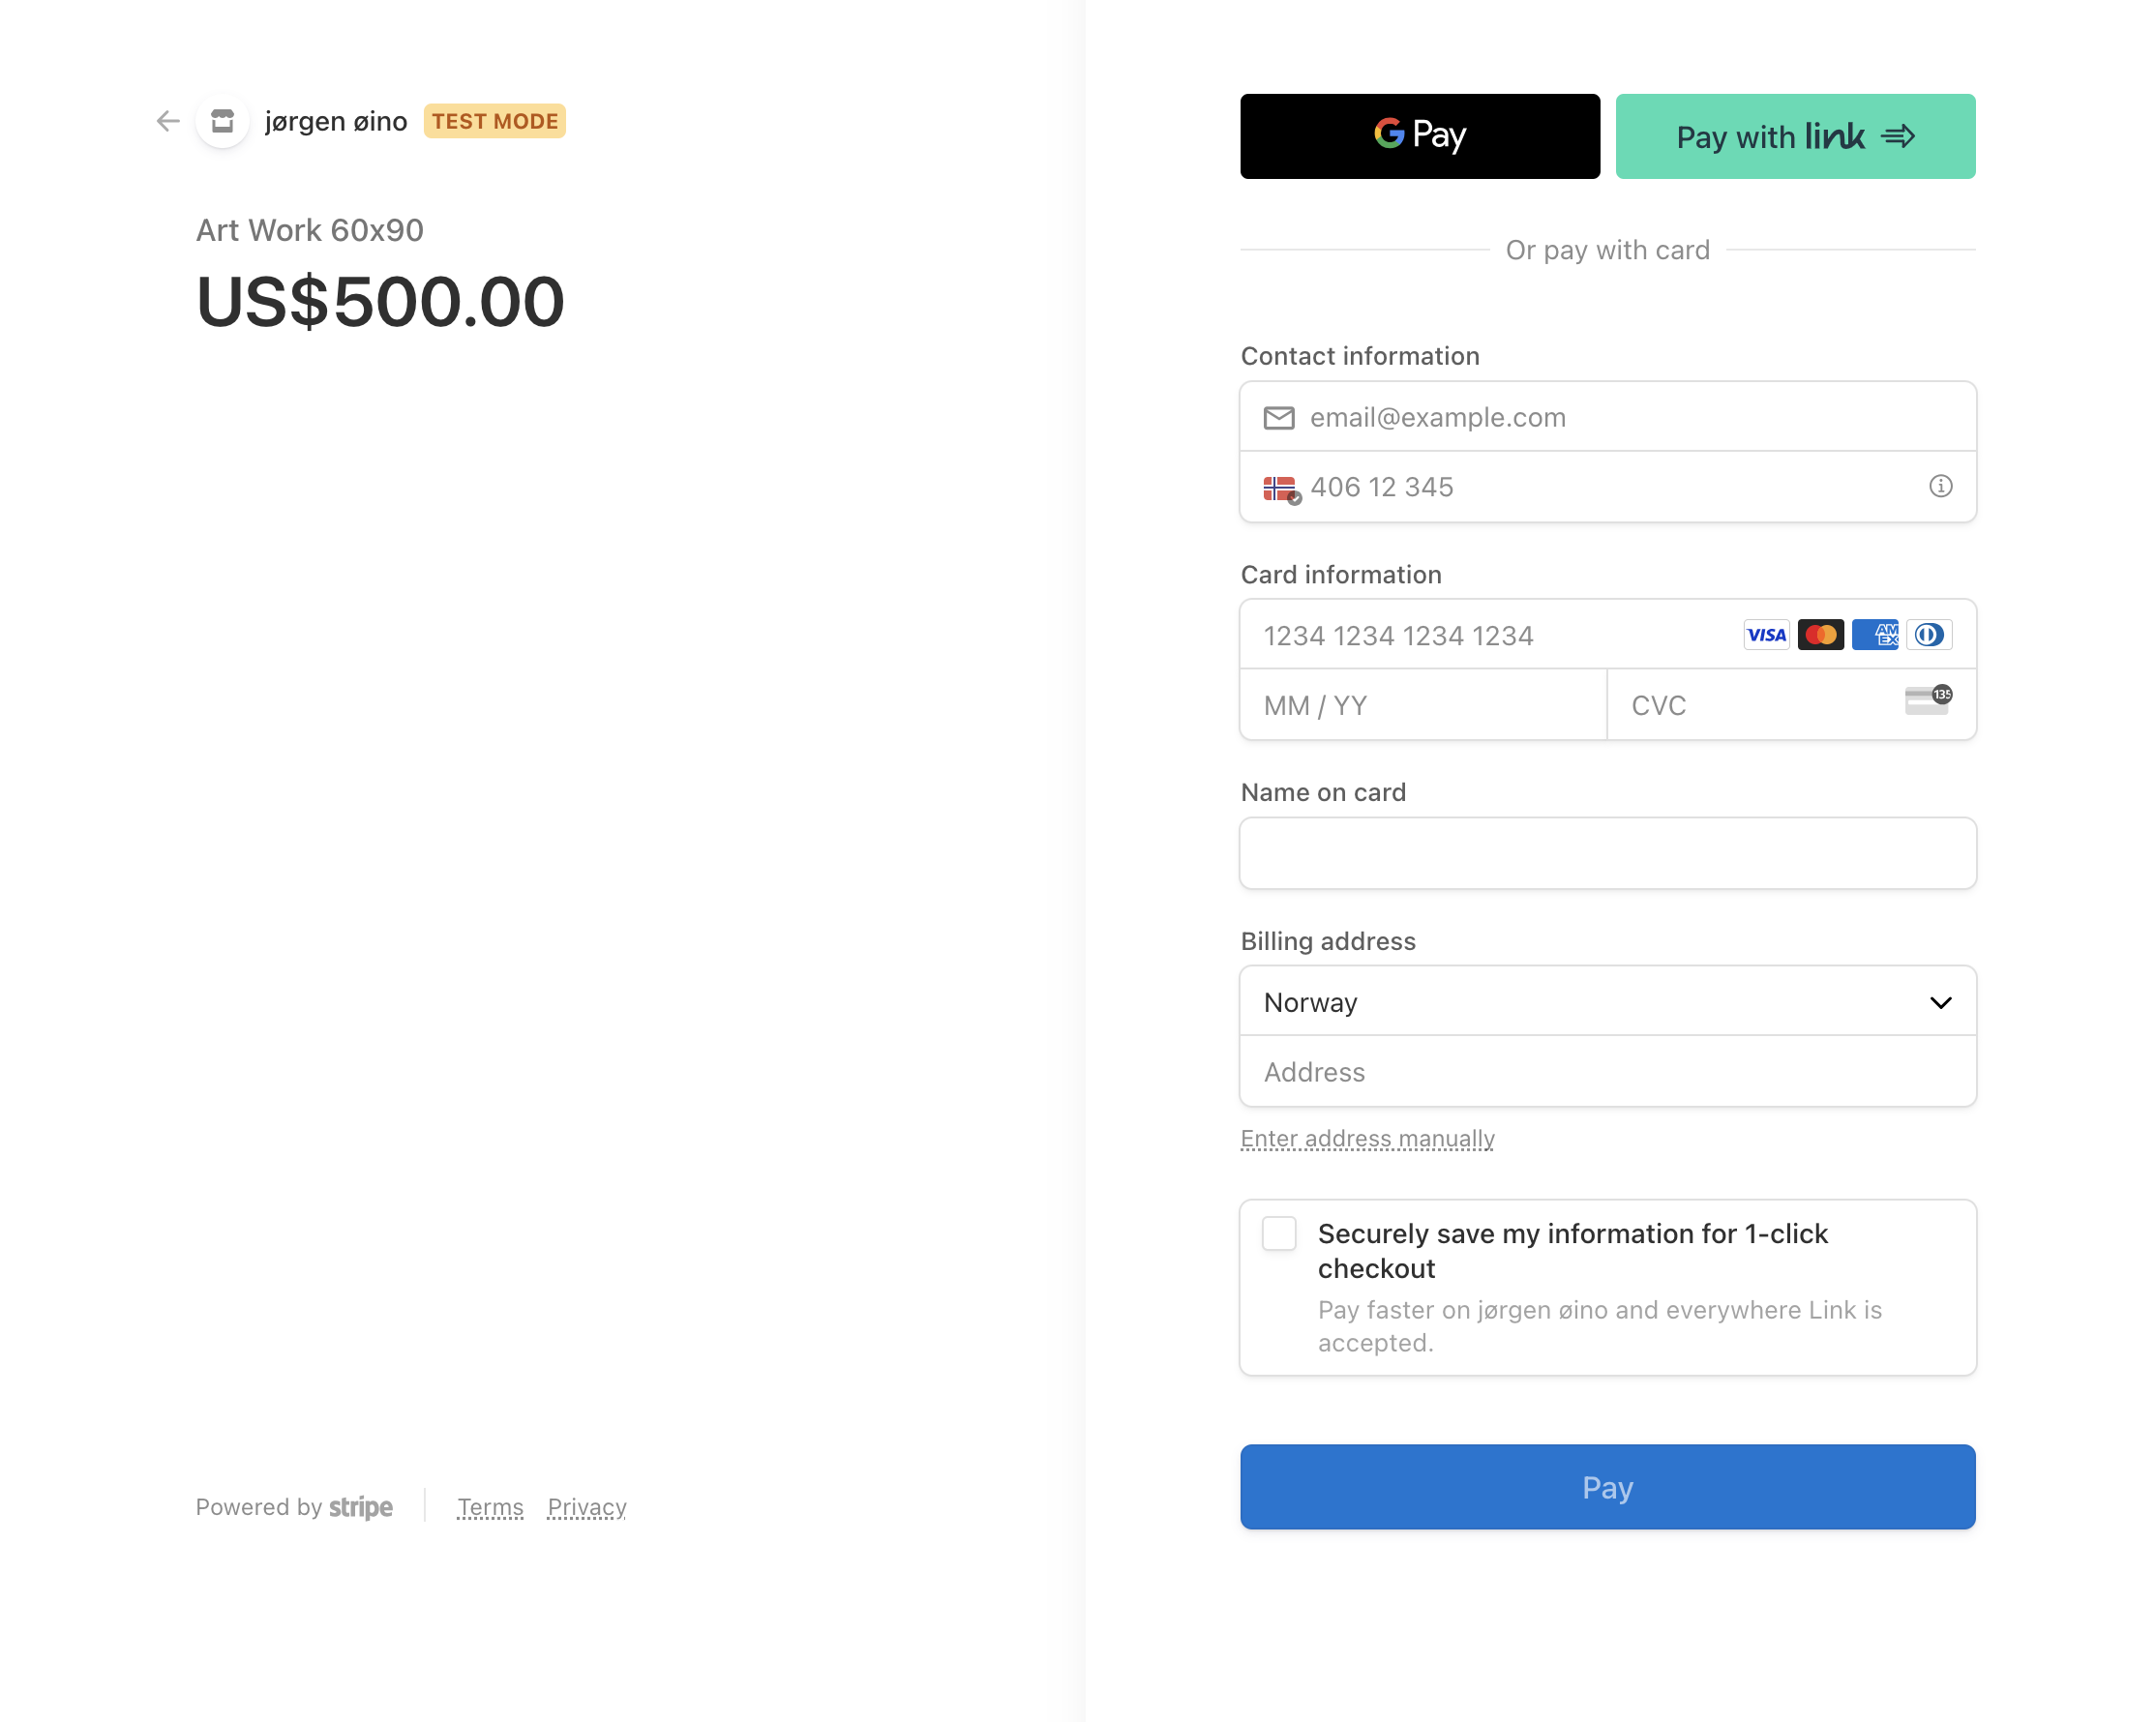 jørgen øino TEST MODE
Art Work 60x90
US$500.00
Powered by stripe Terms Privacy
G Pay Pay with link
Or pay with card
Contact information
email@example.com
406 12 345
Card information
1234 1234 1234 1234 VISA AM EX
MM / YY CVC 135
Name on card
Billing address
Norway
Address
Enter address manually
Securely save my information for 1-click
checkout
Pay faster on jørgen øino and everywhere Link is
accepted.
Pay